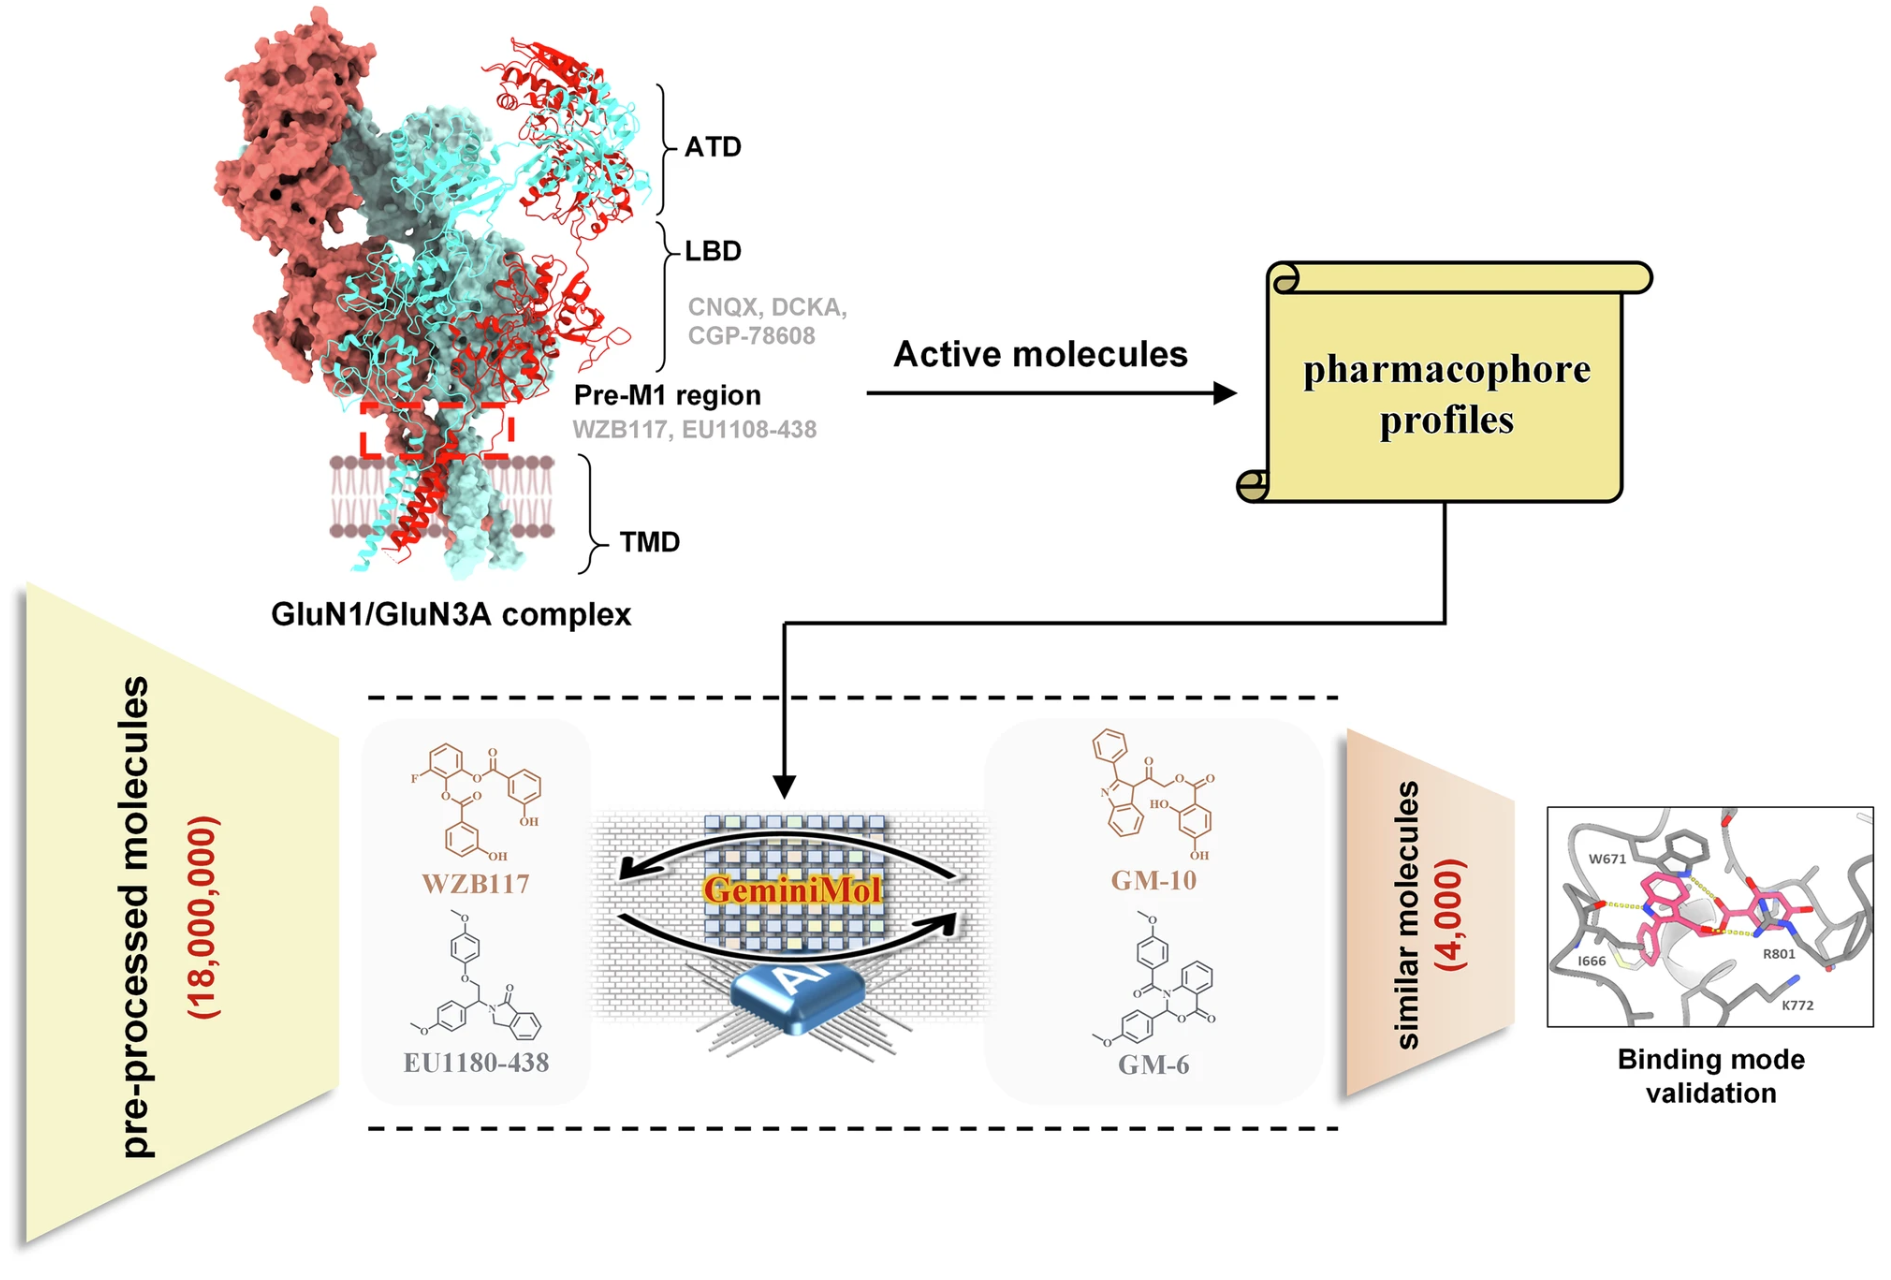 ATD
LBD
CNQX, DCKA,
CGP-78608
Pre-M1 region
WZB117, EU1108-438
TMD
GluN1/GluN3A complex
Active molecules
pharmacophore
profiles
pre-processed molecules
(18,000,000)
F
O
O
OH
O
O
OH
WZB117
O
O
O
N
O
EU1180-438
GeminiMol
AI
O
O
O
N
HO
OH
GM-10
O
O
N
O
O
O
GM-6
similar molecules
(4,000)
W671
I666
R801
K772
Binding mode
validation